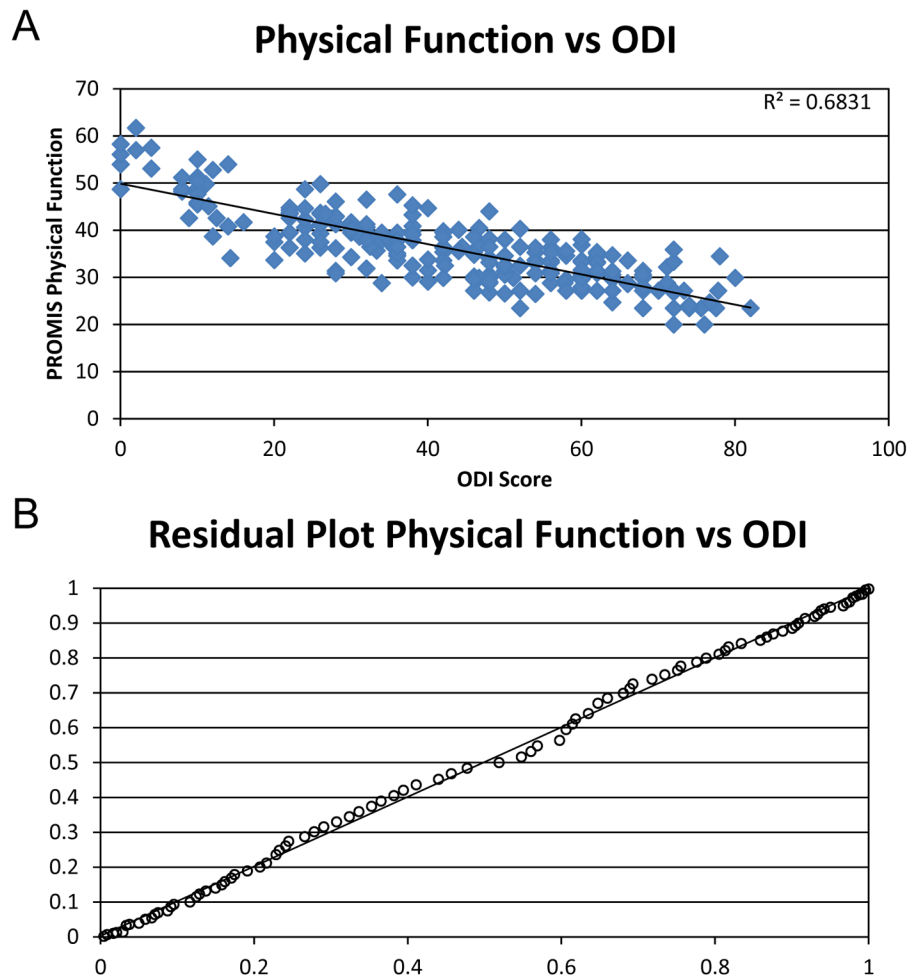 A
Physical Function vs ODI
R² = 0.6831
PROMIS Physical Function
70
60
50
40
30
20
10
0
0 20 40 60 80 100
ODI Score
B
Residual Plot Physical Function vs ODI
1
0.9
0.8
0.7
0.6
0.5
0.4
0.3
0.2
0.1
0
0 0.2 0.4 0.6 0.8 1